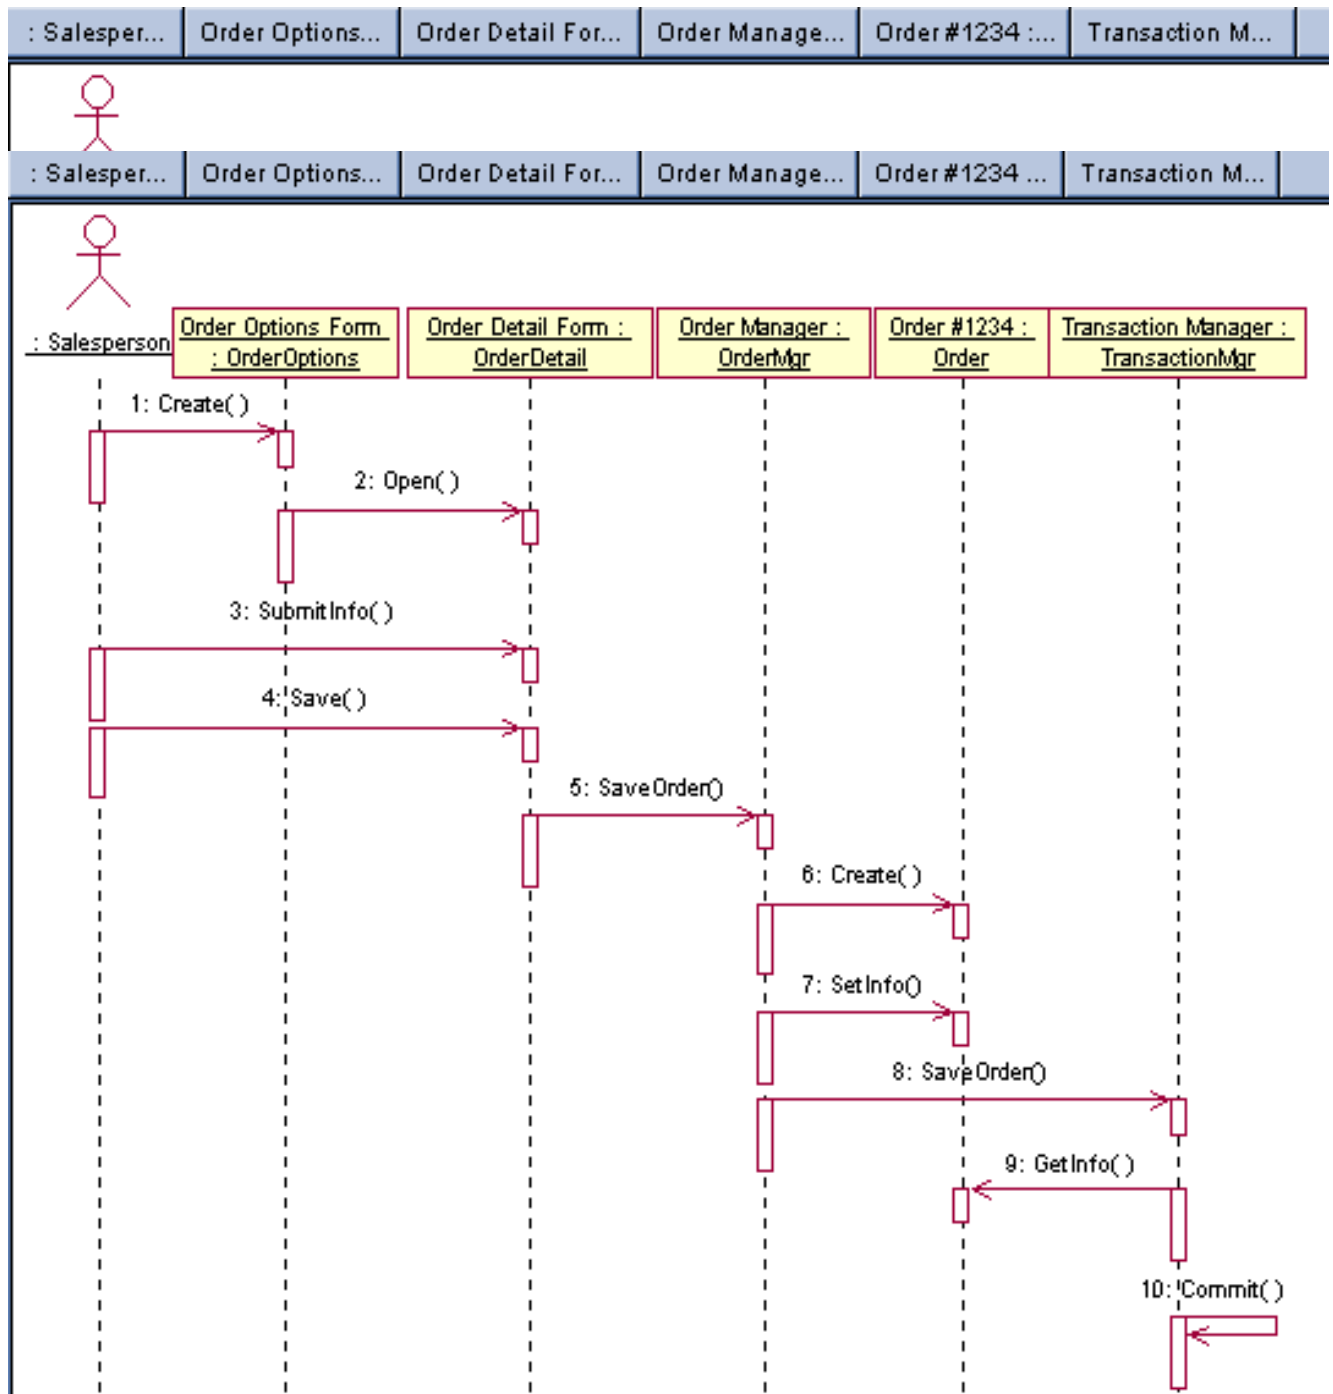 : Salesper... Order Options... Order Detail For... Order Manage... Order #1234 :... Transaction M...
: Salesper... Order Options... Order Detail For... Order Manage... Order #1234 ... Transaction M...
: Salesperson
Order Options Form
: OrderOptions
Order Detail Form :
OrderDetail
Order Manager :
OrderMgr
Order #1234 :
Order
Transaction Manager :
TransactionMgr
1: Create( )
2: Open( )
3: SubmitInfo( )
4: Save( )
5: SaveOrder()
6: Create( )
7: SetInfo()
8: SaveOrder()
9: GetInfo( )
10: Commit( )